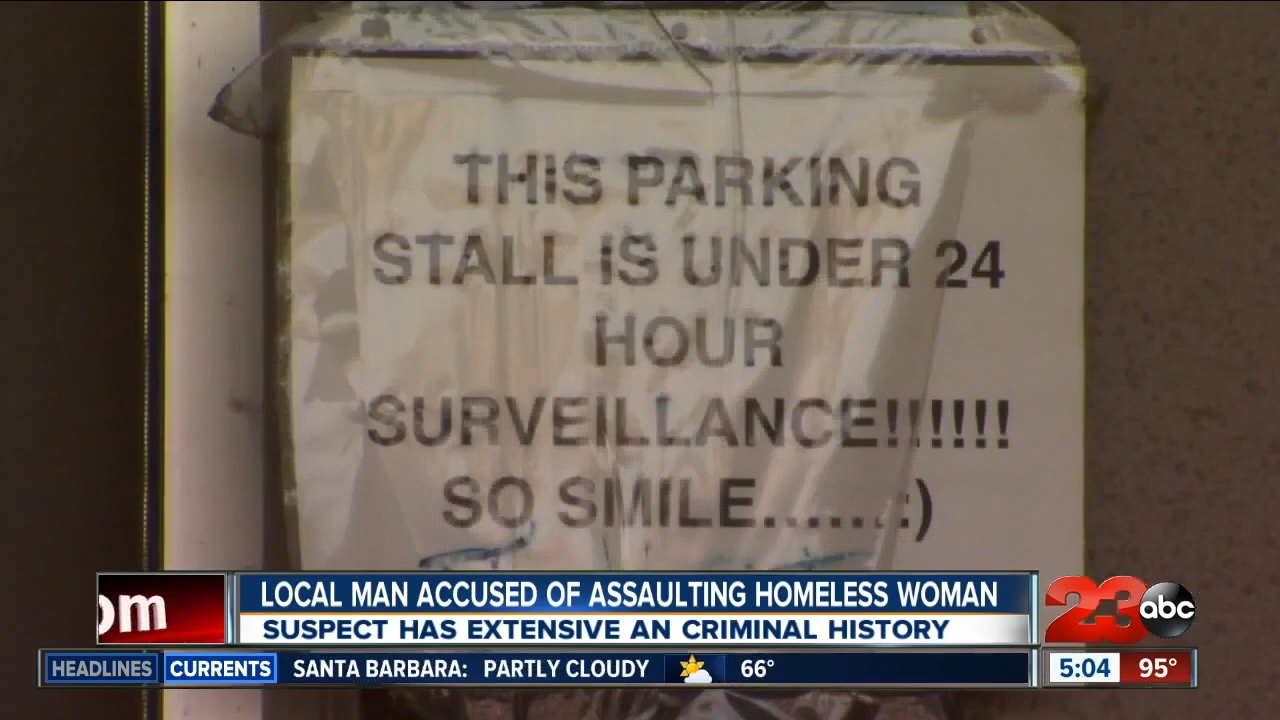 THIS PARKING
STALL IS UNDER 24
HOUR
SURVEILLANCE!!!!!!
SO SMILE.......:)
om
LOCAL MAN ACCUSED OF ASSAULTING HOMELESS WOMAN
SUSPECT HAS EXTENSIVE AN CRIMINAL HISTORY
23 abc
HEADLINES CURRENTS SANTA BARBARA: PARTLY CLOUDY 66° 5:04 95°